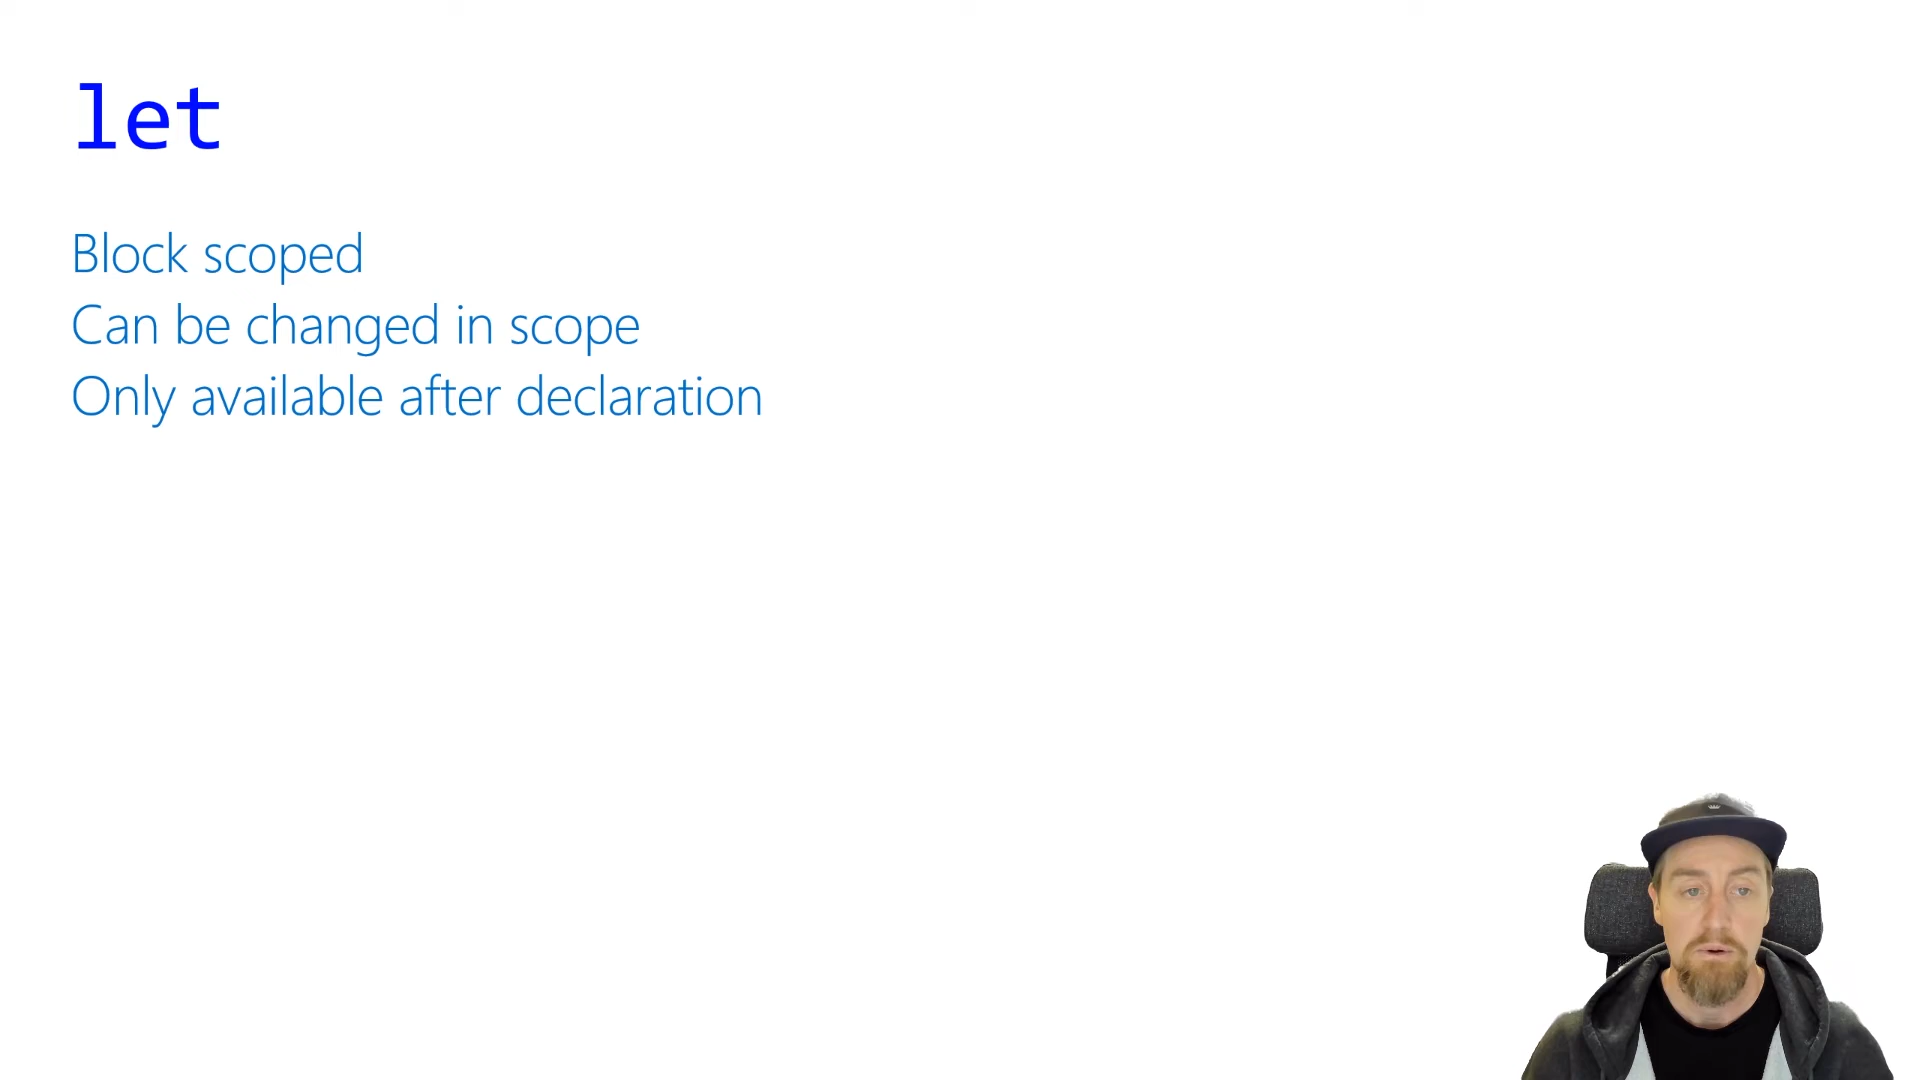 let
Block scoped
Can be changed in scope
Only available after declaration